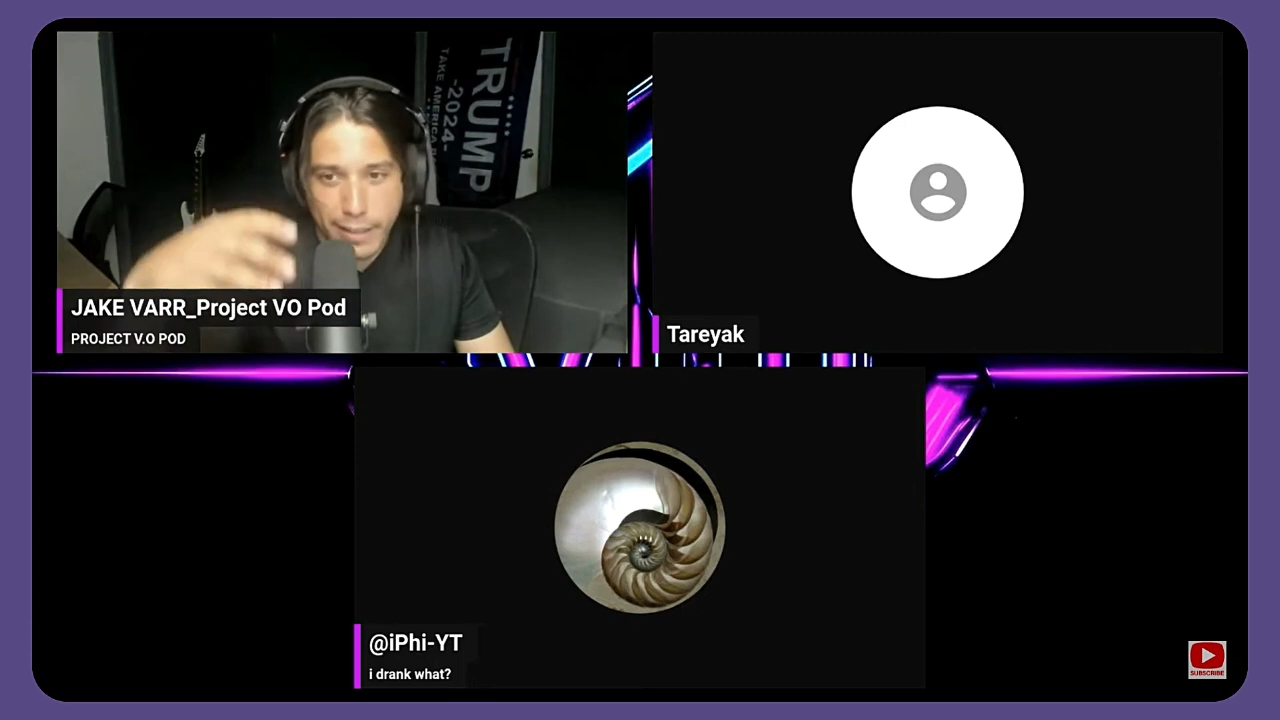 TRUMP
-2024-
TAKE AMERICA
JAKE VARR_Project VO Pod
PROJECT V.O POD
Tareyak
@iPhi-YT
i drank what?
SUBSCRIBE